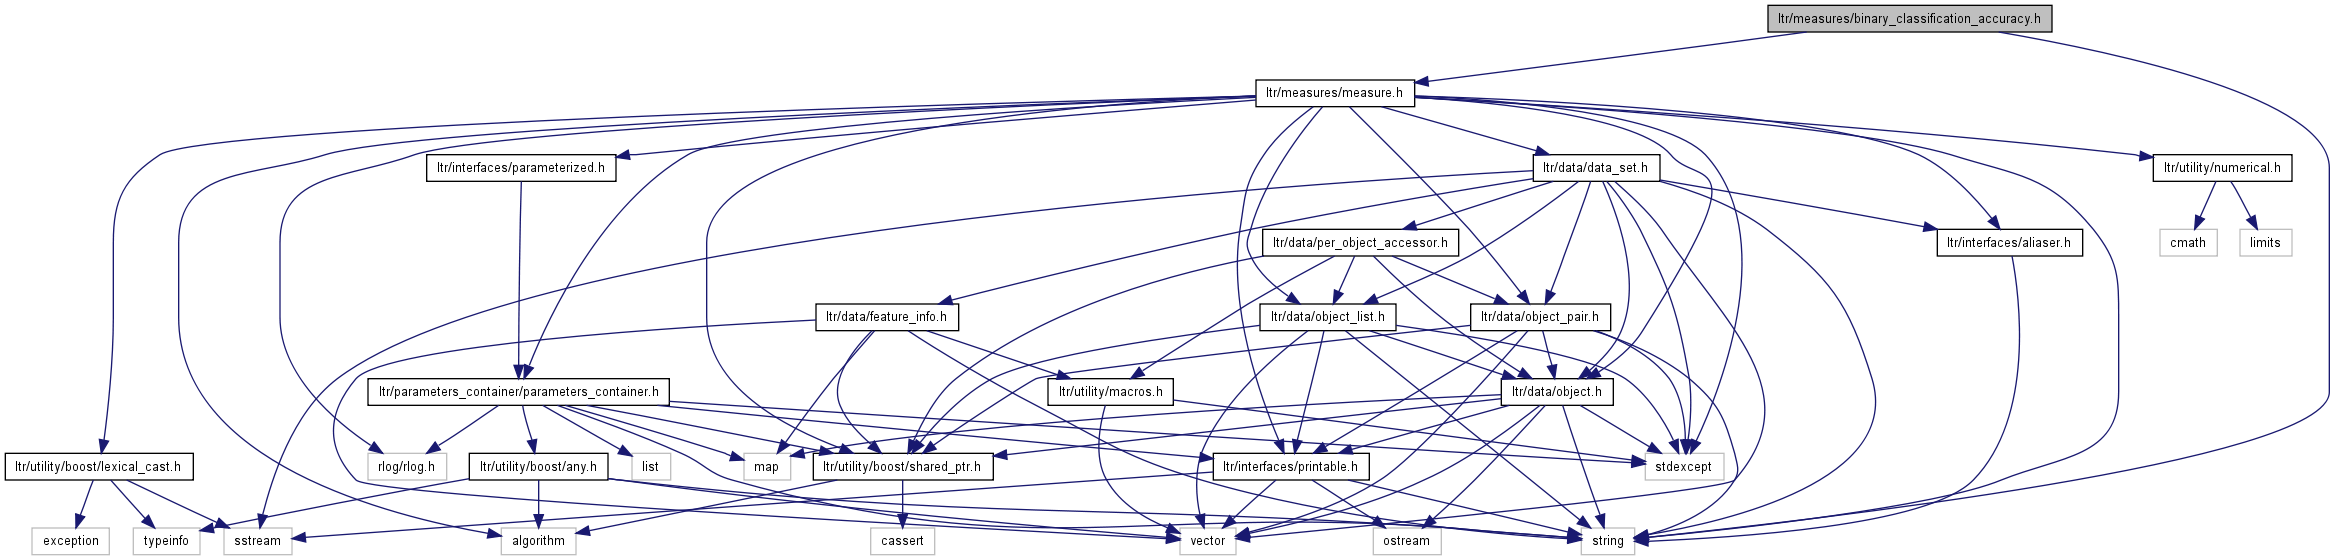 ltr/measures/binary_classification_accuracy.h
ltr/measures/measure.h
ltr/interfaces/parameterized.h
ltr/data/data_set.h
ltr/utility/numerical.h
ltr/data/per_object_accessor.h
ltr/interfaces/aliaser.h
cmath
limits
ltr/data/feature_info.h
ltr/data/object_list.h
ltr/data/object_pair.h
ltr/parameters_container/parameters_container.h
ltr/utility/macros.h
ltr/data/object.h
ltr/utility/boost/lexical_cast.h
rlog/rlog.h
ltr/utility/boost/any.h
list
map
ltr/utility/boost/shared_ptr.h
ltr/interfaces/printable.h
stdexcept
exception
typeinfo
sstream
algorithm
cassert
vector
ostream
string